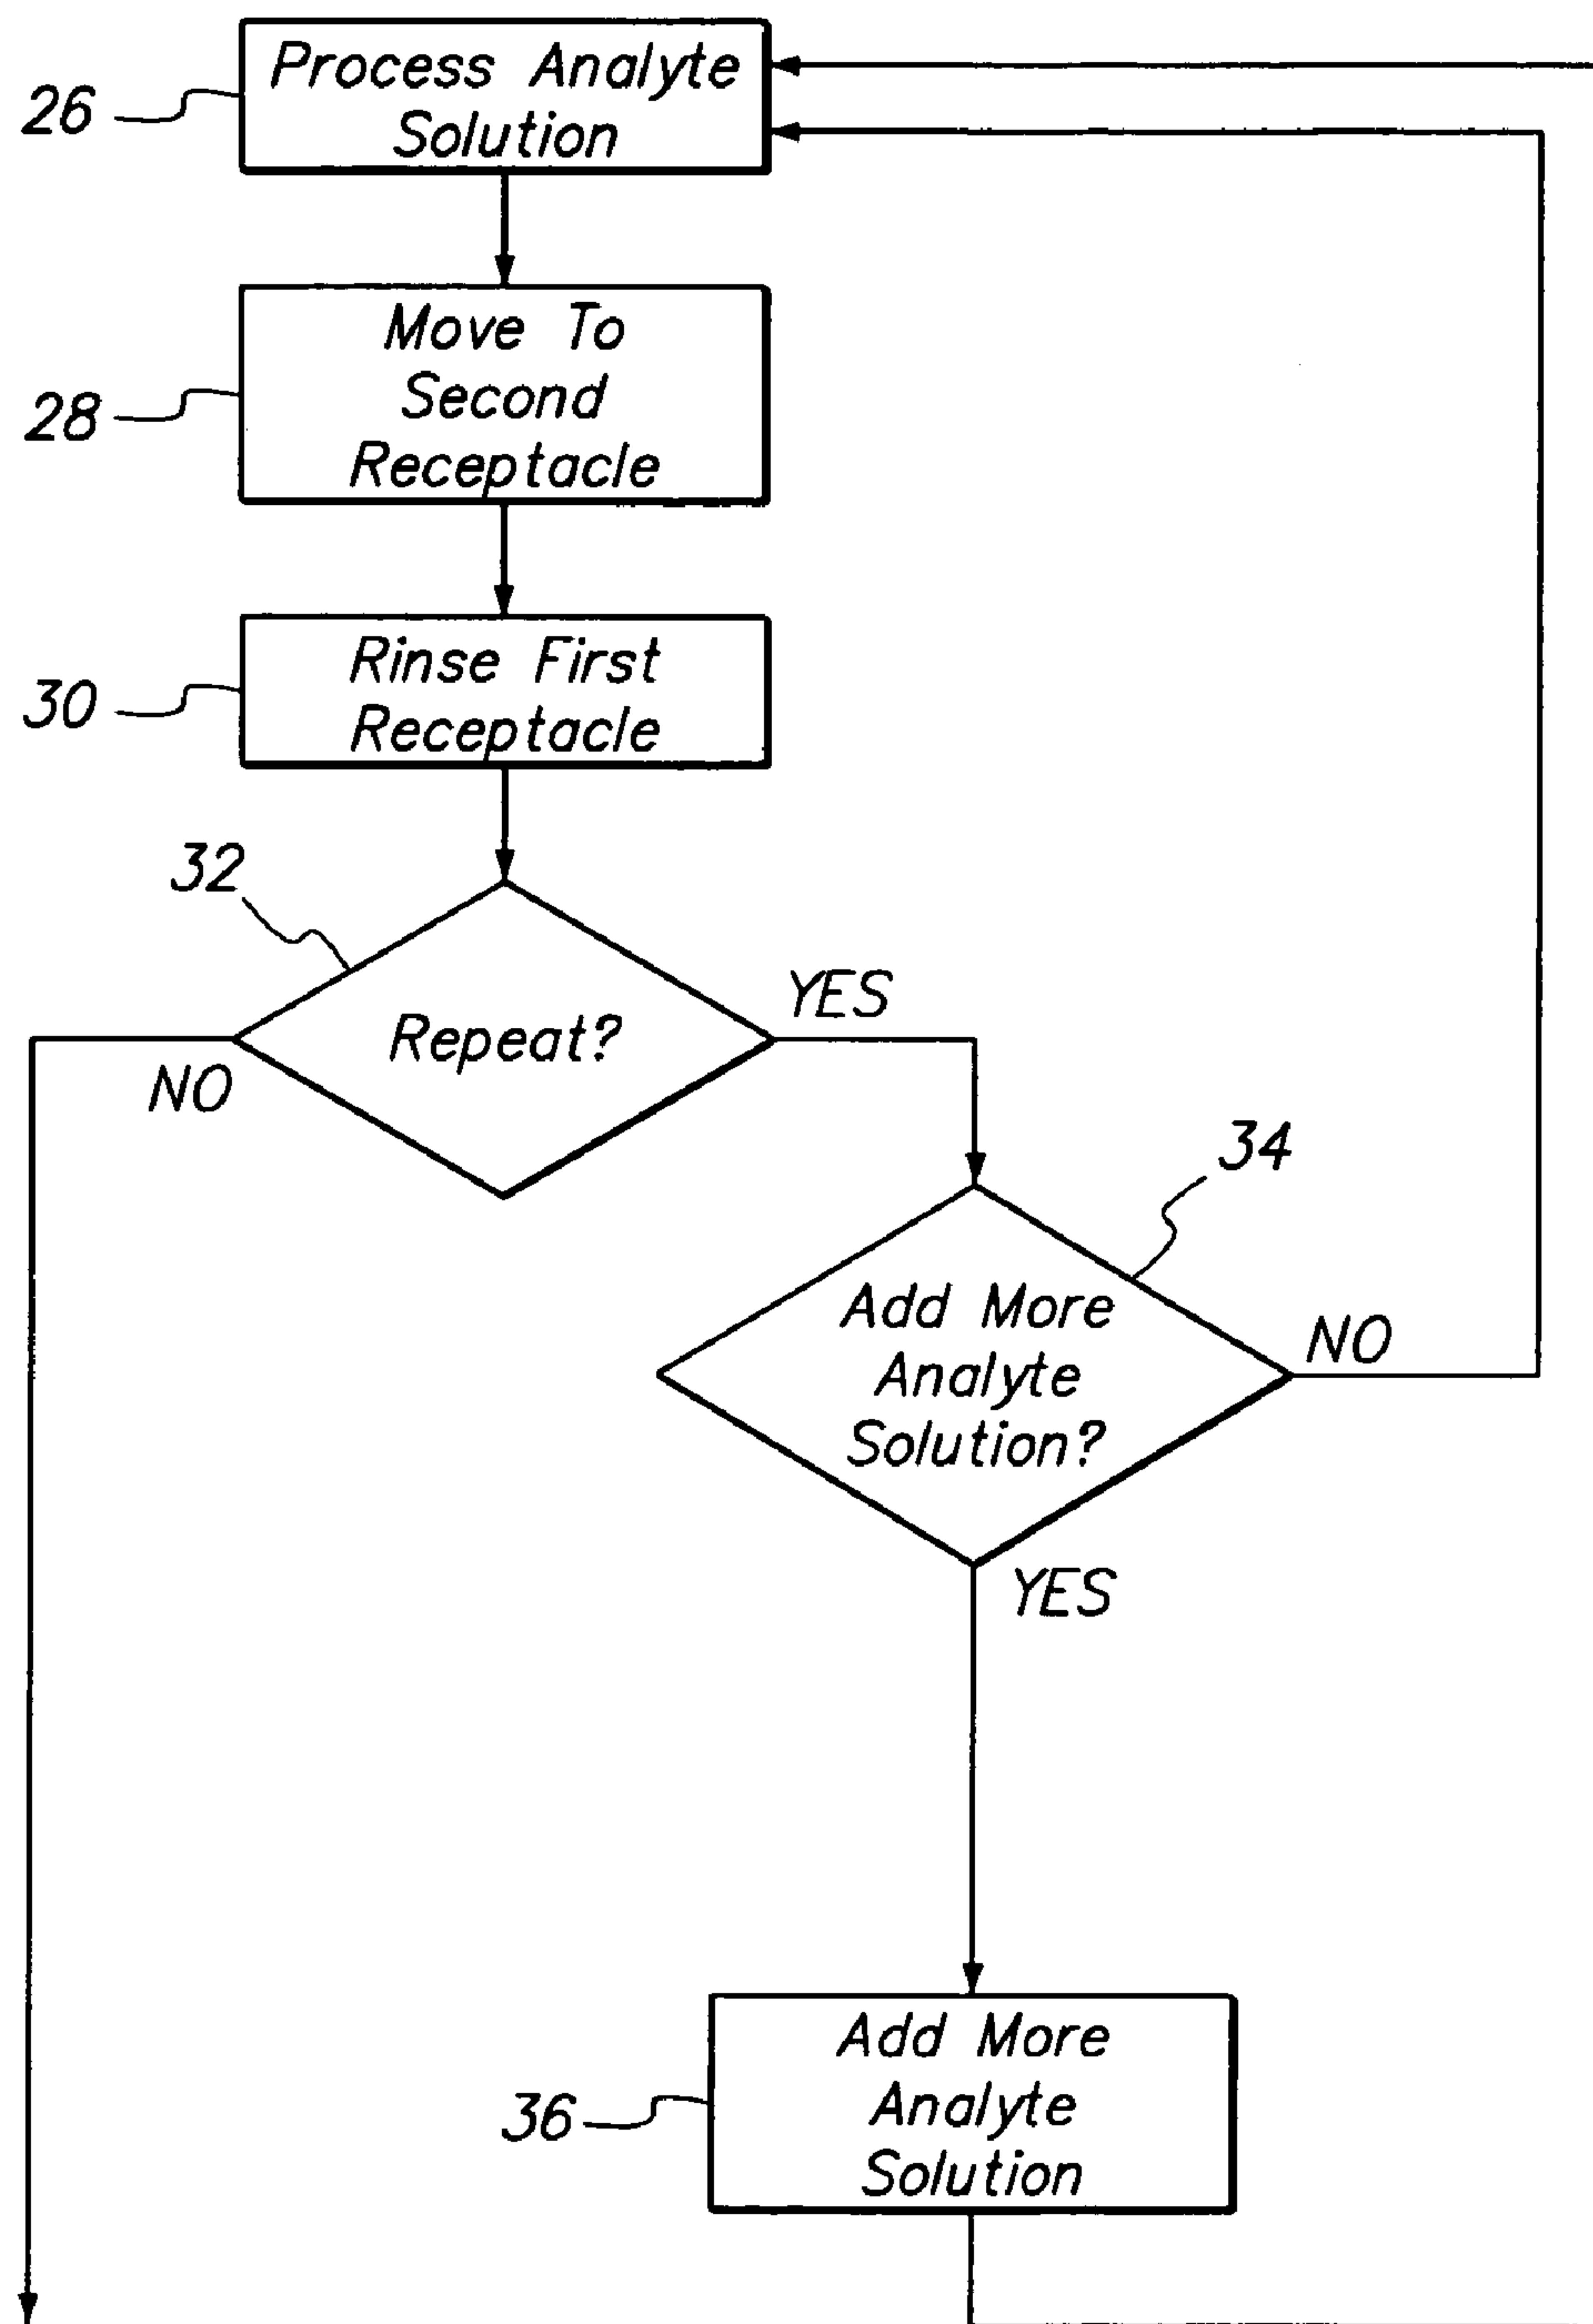 26
Process Analyte
Solution
28
Move To
Second
Receptacle
30
Rinse First
Receptacle
32
Repeat?
YES
NO
34
Add More
Analyte
Solution?
NO
YES
36
Add More
Analyte
Solution